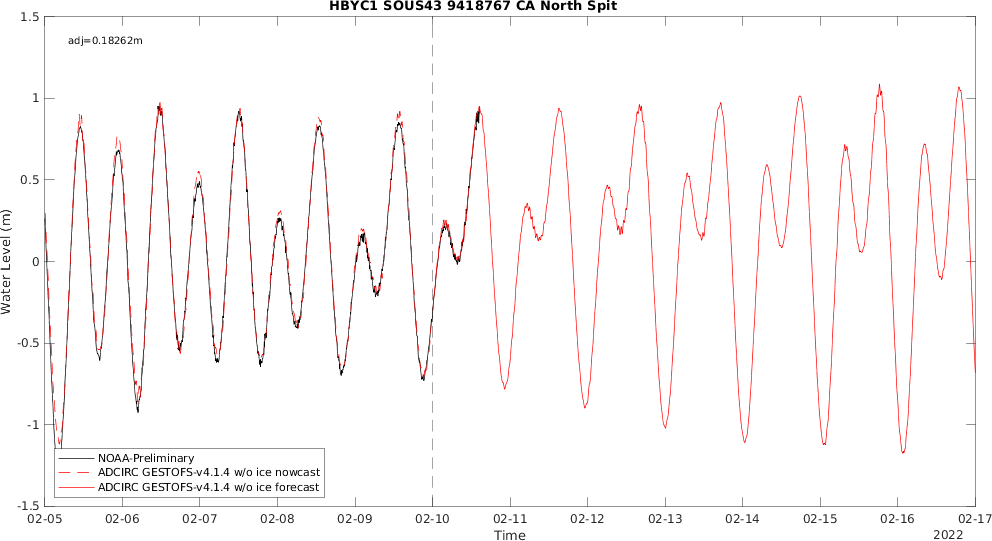 HBYC1 SOUS43 9418767 CA North Spit
adj=0.18262m
Water Level (m)
1.5
1
0.5
0
-0.5
-1
-1.5
NOAA-Preliminary
ADCIRC GESTOFS-v4.1.4 w/o ice nowcast
ADCIRC GESTOFS-v4.1.4 w/o ice forecast
02-05 02-06 02-07 02-08 02-09 02-10 02-11 02-12 02-13 02-14 02-15 02-16 02-17
Time
2022